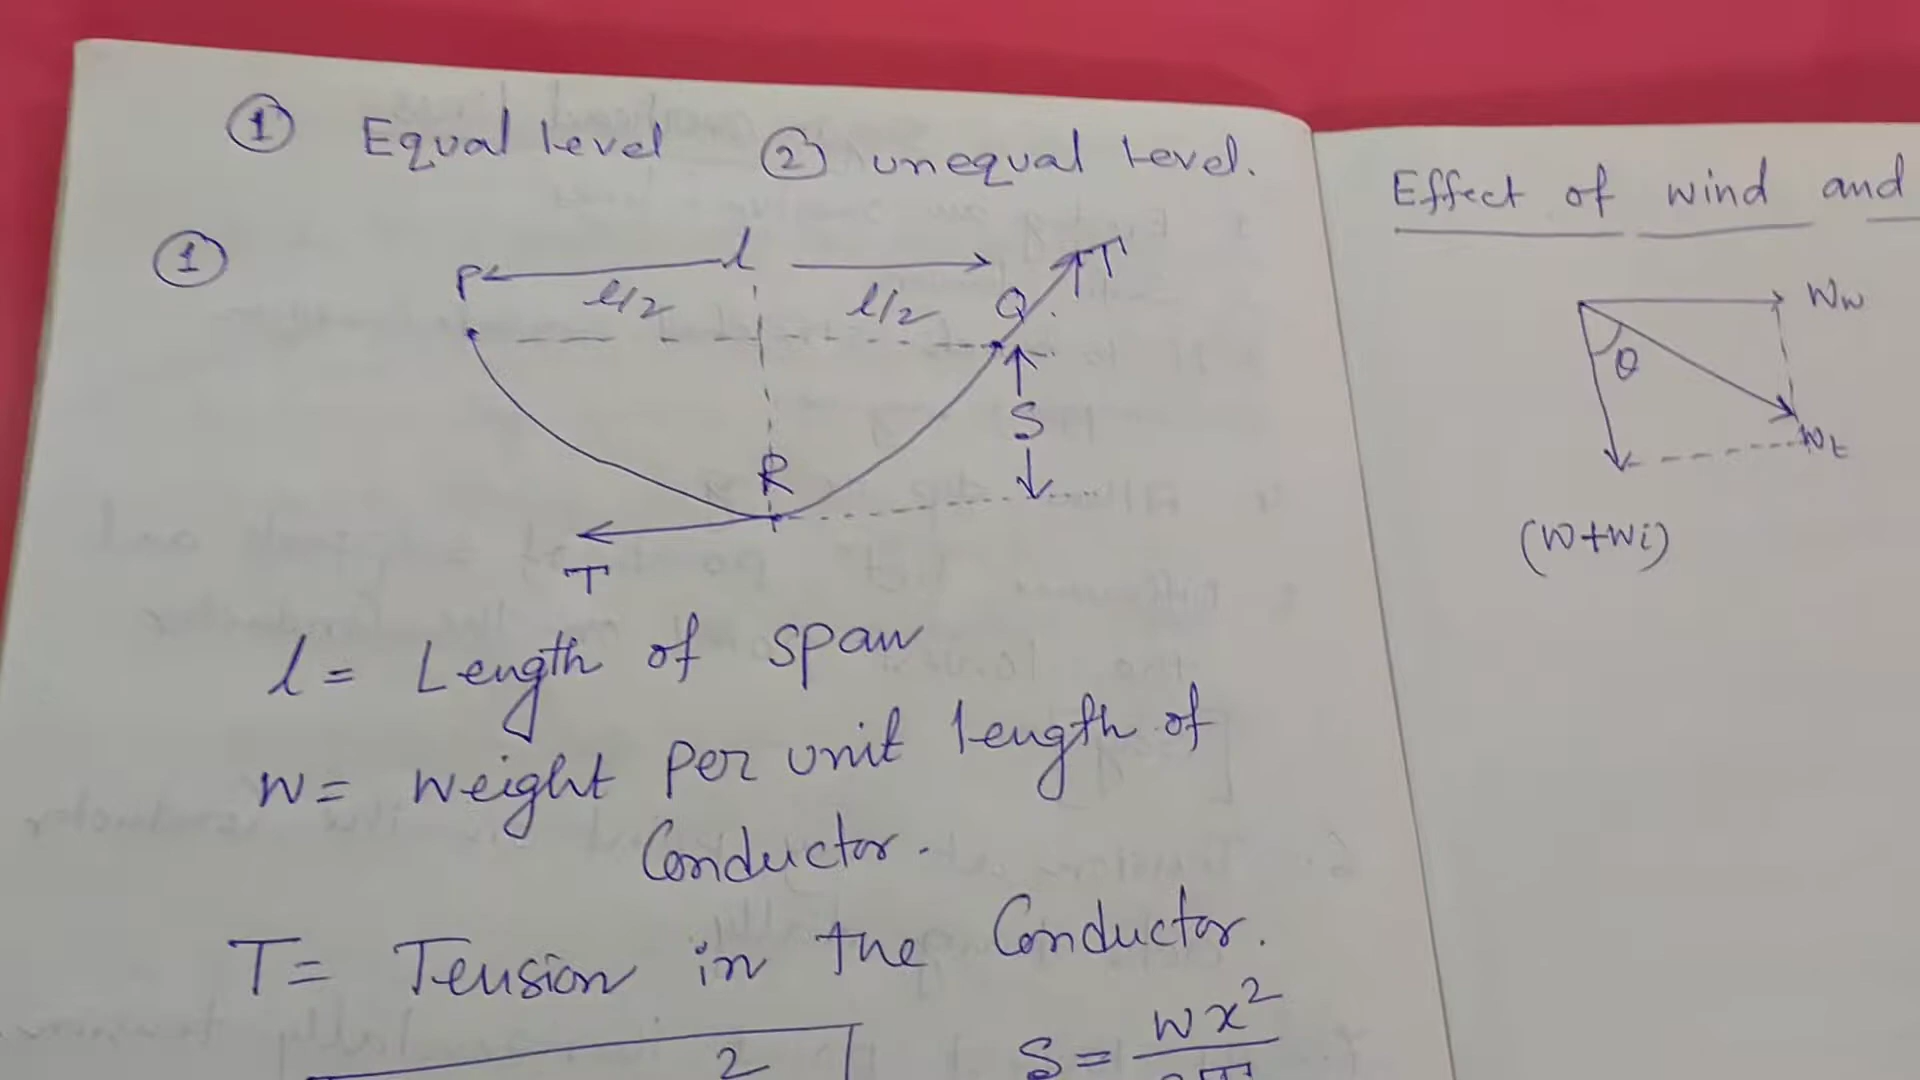 ① Equal level ② unequal level.
①
l
P
l/2
l/2
Q
T
S
R
T
l = Length of span
w = weight per unit length of
Conductor.
T = Tension in the Conductor.
2
S = wx²
Effect of wind and
Ww
θ
Wt
(w+wi)